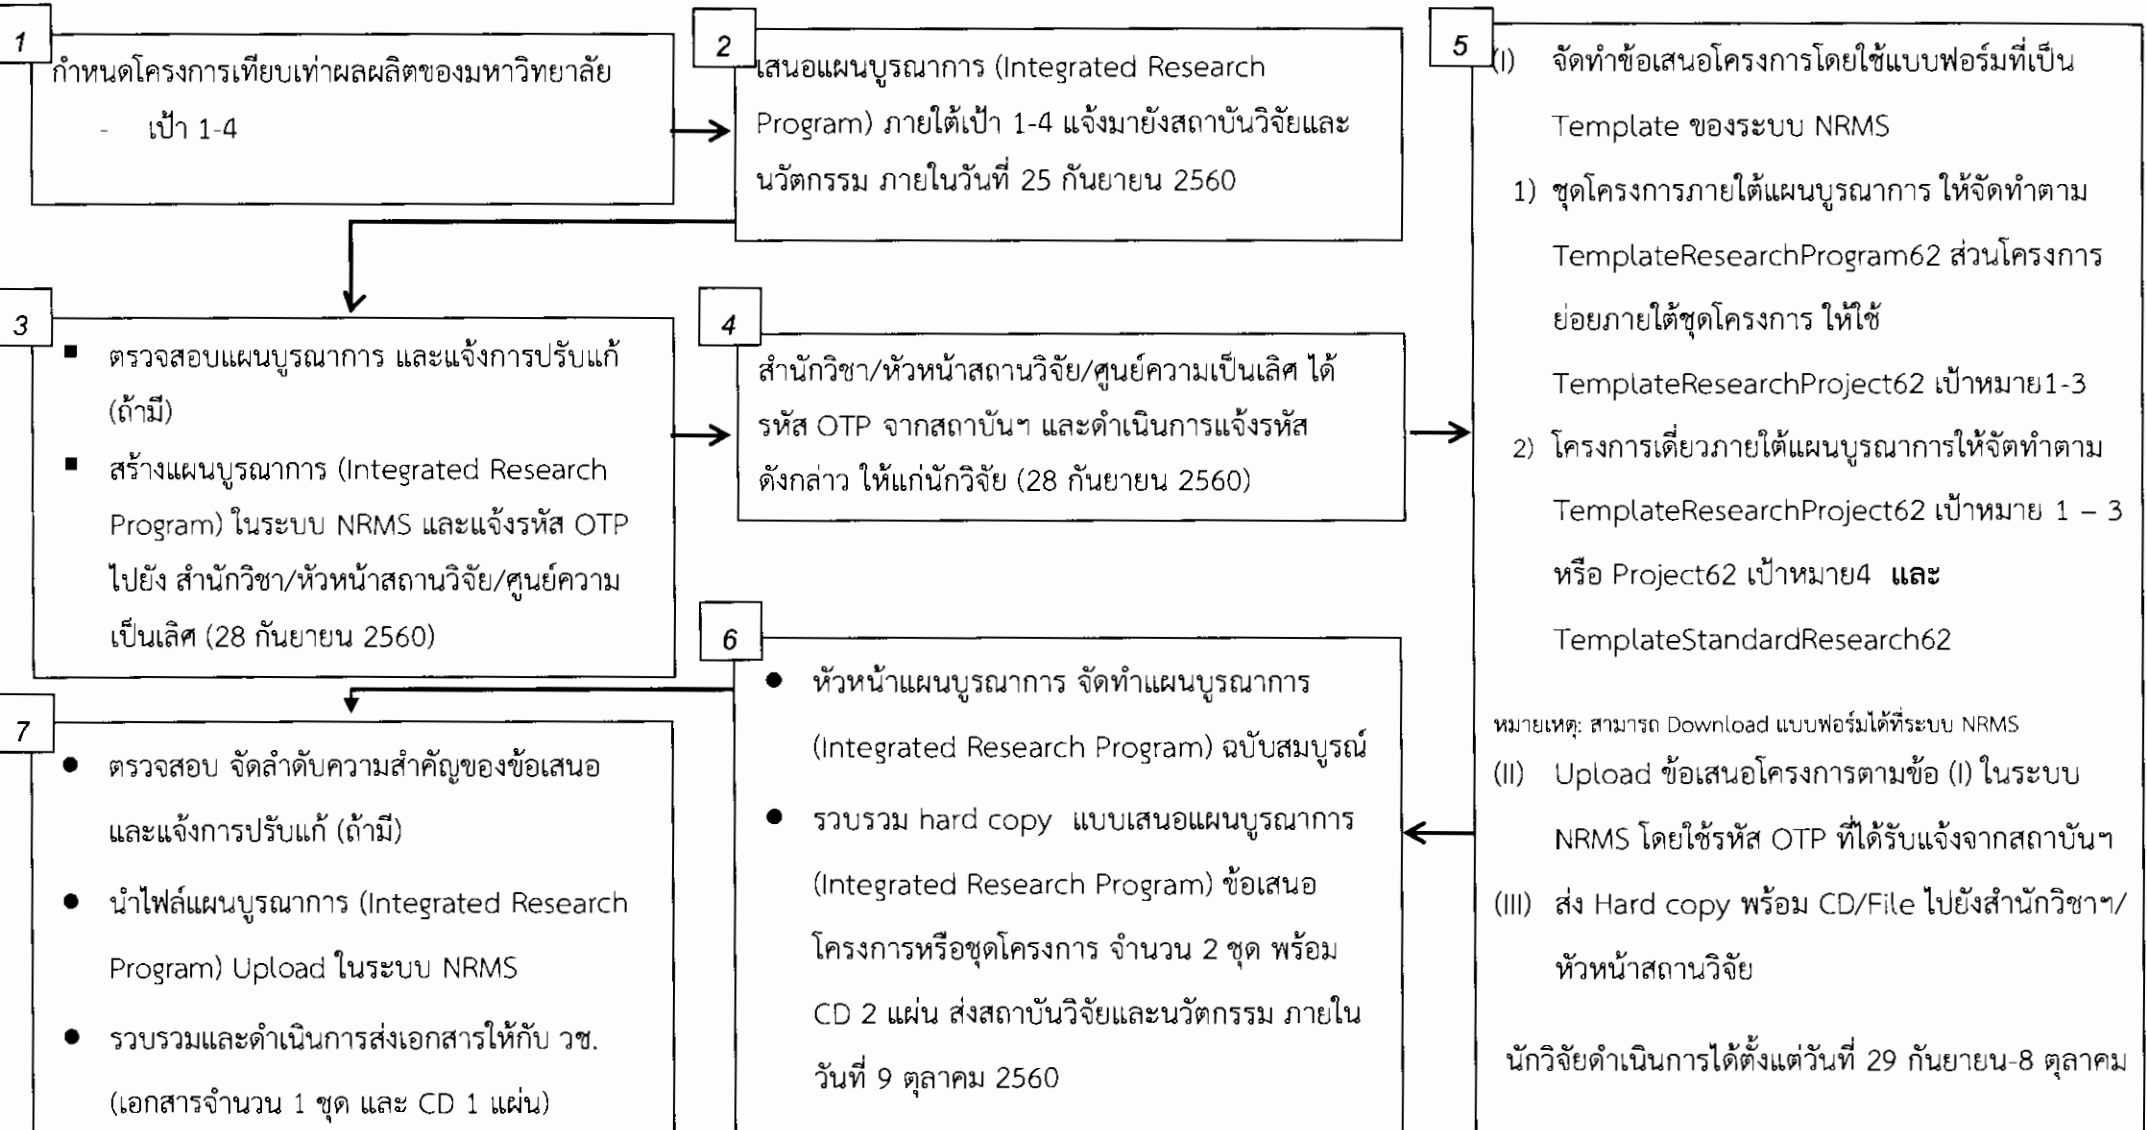 1
กำหนดโครงการเทียบเท่าผลผลิตของมหาวิทยาลัย
- เป้า 1-4
2
เสนอแผนบูรณาการ (Integrated Research
Program) ภายใต้เป้า 1-4 แจ้งมายังสถาบันวิจัยและ
นวัตกรรม ภายในวันที่ 25 กันยายน 2560
3
▪ ตรวจสอบแผนบูรณาการ และแจ้งการปรับแก้
(ถ้ามี)
▪ สร้างแผนบูรณาการ (Integrated Research
Program) ในระบบ NRMS และแจ้งรหัส OTP
ไปยัง สำนักวิชา/หัวหน้าสถานวิจัย/ศูนย์ความ
เป็นเลิศ (28 กันยายน 2560)
4
สำนักวิชา/หัวหน้าสถานวิจัย/ศูนย์ความเป็นเลิศ ได้
รหัส OTP จากสถาบันฯ และดำเนินการแจ้งรหัส
ดังกล่าว ให้แก่นักวิจัย (28 กันยายน 2560)
5
(I) จัดทำข้อเสนอโครงการโดยใช้แบบฟอร์มที่เป็น
Template ของระบบ NRMS
1) ชุดโครงการภายใต้แผนบูรณาการ ให้จัดทำตาม
TemplateResearchProgram62 ส่วนโครงการ
ย่อยภายใต้ชุดโครงการ ให้ใช้
TemplateResearchProject62 เป้าหมาย1-3
2) โครงการเดี่ยวภายใต้แผนบูรณาการให้จัดทำตาม
TemplateResearchProject62 เป้าหมาย 1 – 3
หรือ Project62 เป้าหมาย4 และ
TemplateStandardResearch62
หมายเหตุ: สามารถ Download แบบฟอร์มได้ที่ระบบ NRMS
(II) Upload ข้อเสนอโครงการตามข้อ (I) ในระบบ
NRMS โดยใช้รหัส OTP ที่ได้รับแจ้งจากสถาบันฯ
(III) ส่ง Hard copy พร้อม CD/File ไปยังสำนักวิชาฯ/
หัวหน้าสถานวิจัย
นักวิจัยดำเนินการได้ตั้งแต่วันที่ 29 กันยายน-8 ตุลาคม
6
● หัวหน้าแผนบูรณาการ จัดทำแผนบูรณาการ
(Integrated Research Program) ฉบับสมบูรณ์
● รวบรวม hard copy แบบเสนอแผนบูรณาการ
(Integrated Research Program) ข้อเสนอ
โครงการหรือชุดโครงการ จำนวน 2 ชุด พร้อม
CD 2 แผ่น ส่งสถาบันวิจัยและนวัตกรรม ภายใน
วันที่ 9 ตุลาคม 2560
7
● ตรวจสอบ จัดลำดับความสำคัญของข้อเสนอ
และแจ้งการปรับแก้ (ถ้ามี)
● นำไฟล์แผนบูรณาการ (Integrated Research
Program) Upload ในระบบ NRMS
● รวบรวมและดำเนินการส่งเอกสารให้กับ วช.
(เอกสารจำนวน 1 ชุด และ CD 1 แผ่น)